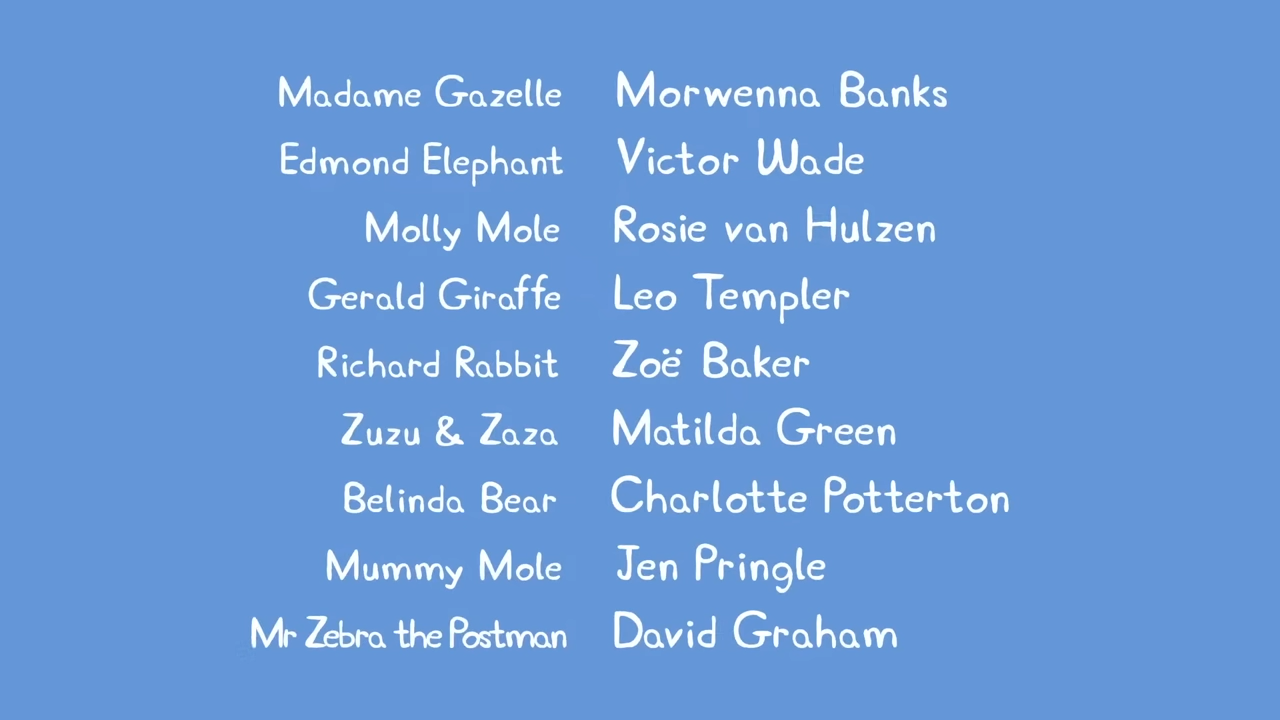 Madame Gazelle Morwenna Banks
Edmond Elephant Victor Wade
Molly Mole Rosie van Hulzen
Gerald Giraffe Leo Templer
Richard Rabbit Zoë Baker
Zuzu & Zaza Matilda Green
Belinda Bear Charlotte Potterton
Mummy Mole Jen Pringle
Mr Zebra the Postman David Graham